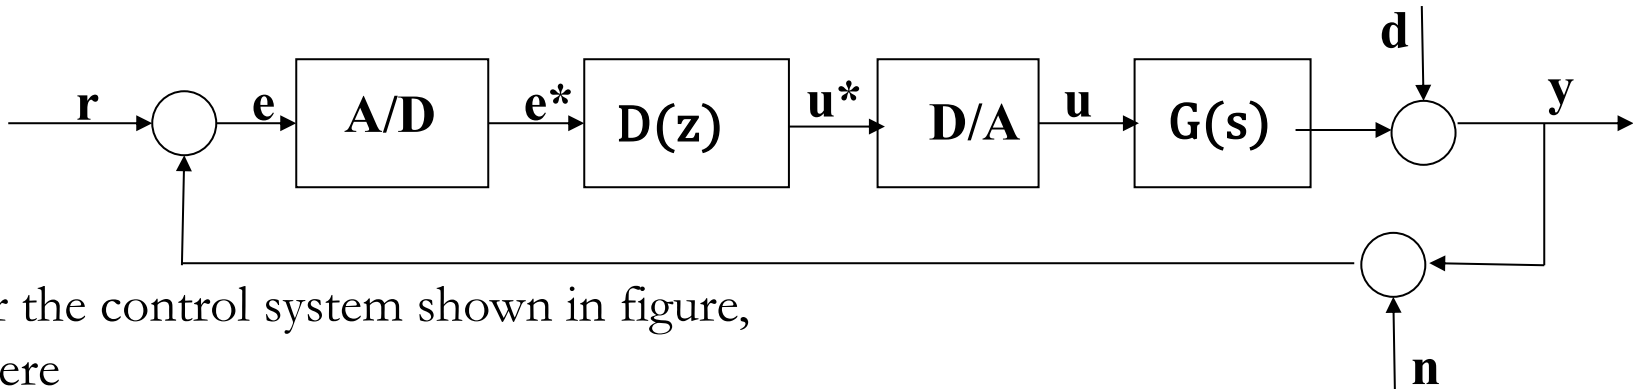 d
r e A/D e* D(z) u* D/A u G(s) y
r the control system shown in figure,
ere
n